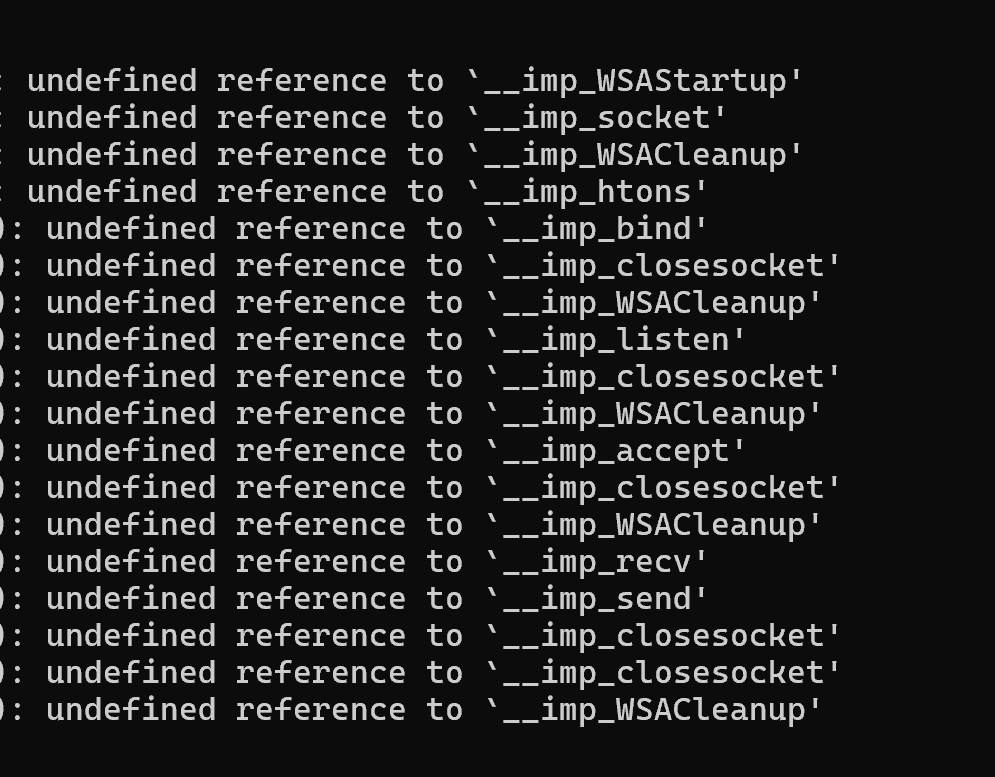 : undefined reference to `__imp_WSAStartup'
: undefined reference to `__imp_socket'
: undefined reference to `__imp_WSACleanup'
: undefined reference to `__imp_htons'
): undefined reference to `__imp_bind'
): undefined reference to `__imp_closesocket'
): undefined reference to `__imp_WSACleanup'
): undefined reference to `__imp_listen'
): undefined reference to `__imp_closesocket'
): undefined reference to `__imp_WSACleanup'
): undefined reference to `__imp_accept'
): undefined reference to `__imp_closesocket'
): undefined reference to `__imp_WSACleanup'
): undefined reference to `__imp_recv'
): undefined reference to `__imp_send'
): undefined reference to `__imp_closesocket'
): undefined reference to `__imp_closesocket'
): undefined reference to `__imp_WSACleanup'